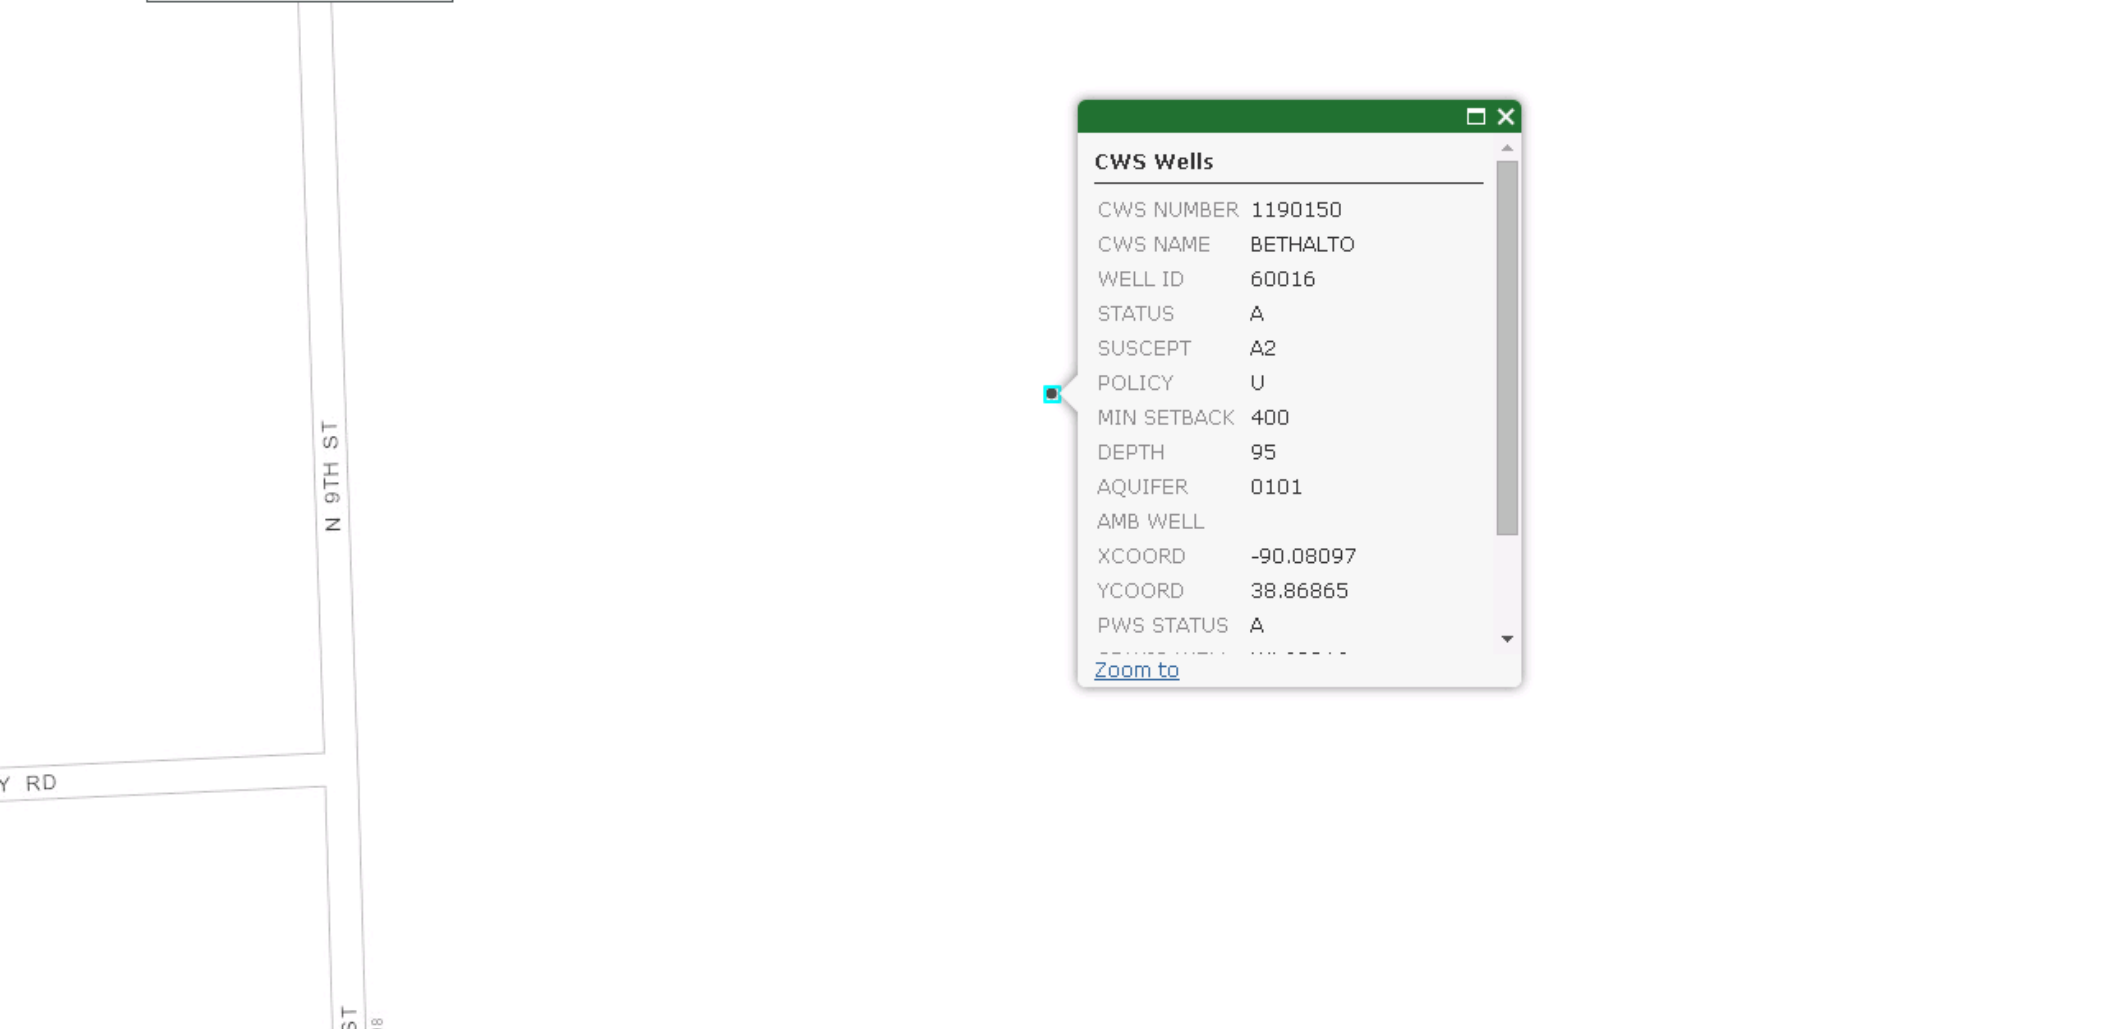 CWS Wells
CWS NUMBER 1190150
CWS NAME BETHALTO
WELL ID 60016
STATUS A
SUSCEPT A2
POLICY U
MIN SETBACK 400
DEPTH 95
AQUIFER 0101
AMB WELL
XCOORD -90.08097
YCOORD 38.86865
PWS STATUS A
Zoom to
N 9TH ST
Y RD
ST